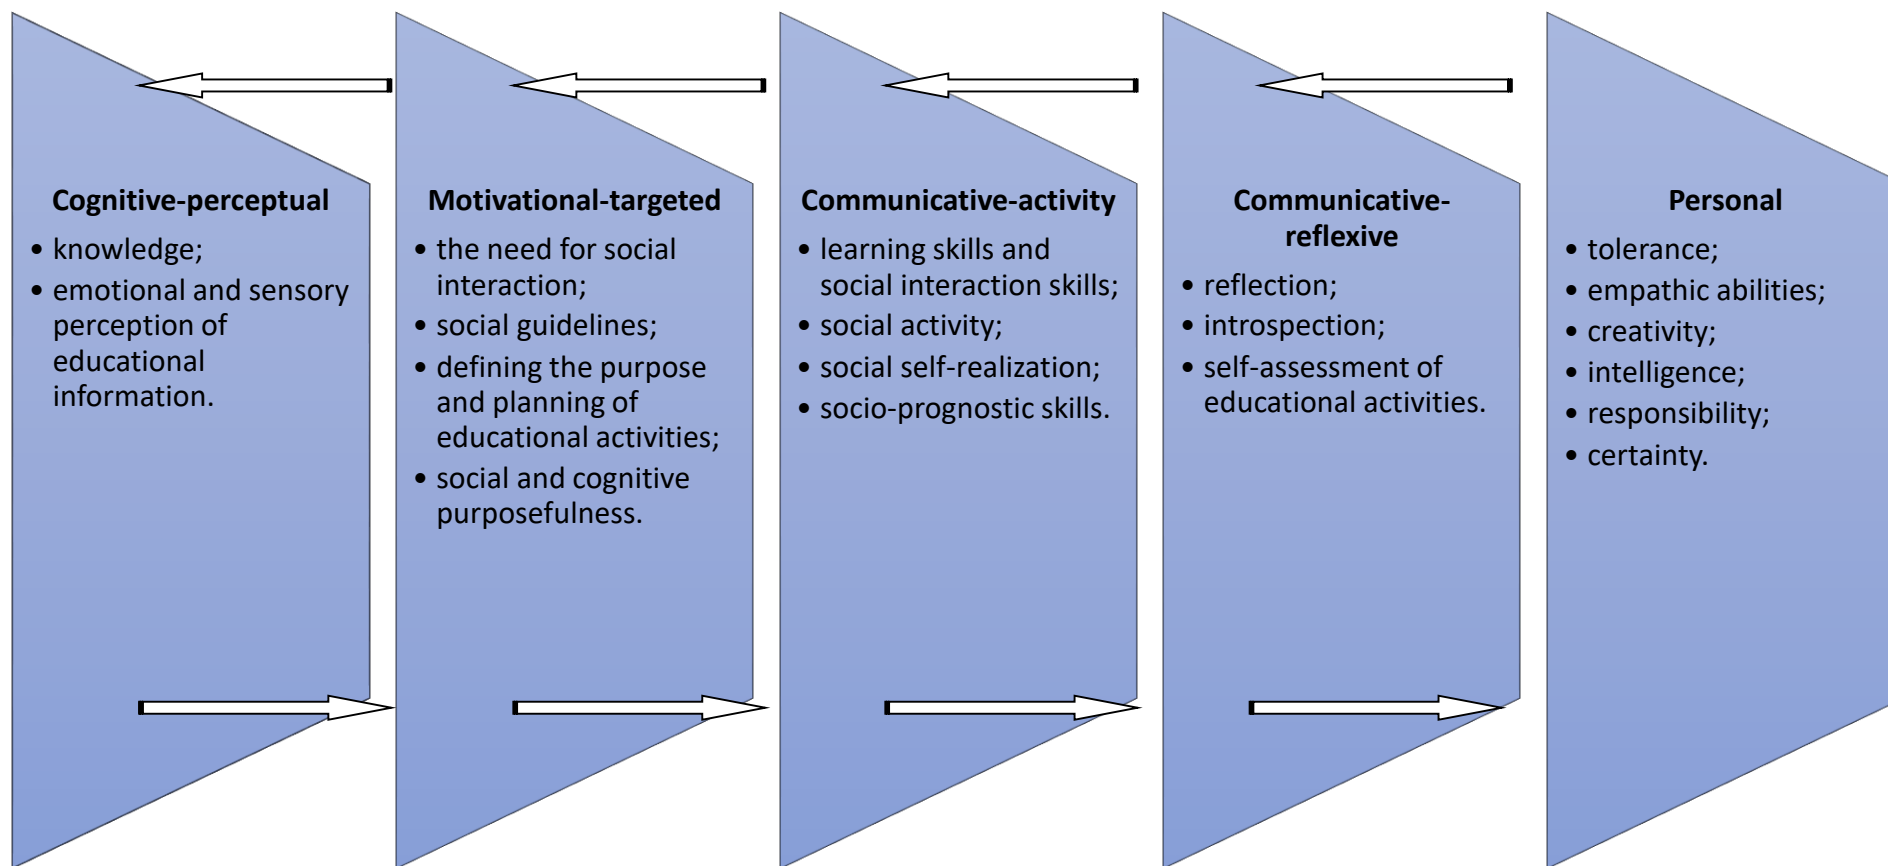 Cognitive-perceptual
• knowledge;
• emotional and sensory
perception of
educational
information.
Motivational-targeted
• the need for social
interaction;
• social guidelines;
• defining the purpose
and planning of
educational activities;
• social and cognitive
purposefulness.
Communicative-activity
• learning skills and
social interaction skills;
• social activity;
• social self-realization;
• socio-prognostic skills.
Communicative-
reflexive
• reflection;
• introspection;
• self-assessment of
educational activities.
Personal
• tolerance;
• empathic abilities;
• creativity;
• intelligence;
• responsibility;
• certainty.